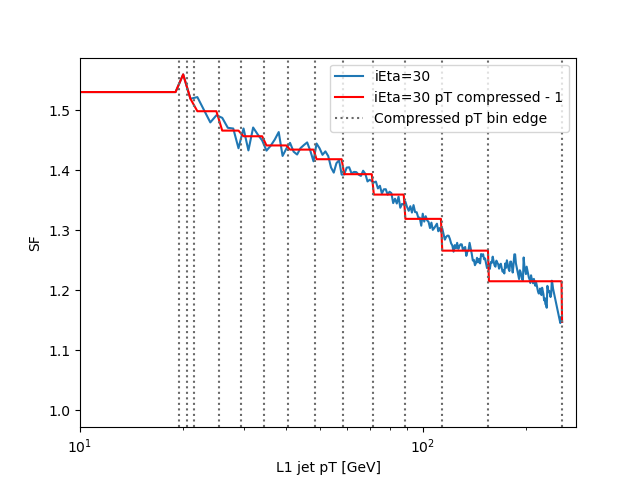 iEta=30
iEta=30 pT compressed - 1
Compressed pT bin edge
1.5
1.4
1.3
1.2
1.1
1.0
SF
10¹
10²
L1 jet pT [GeV]